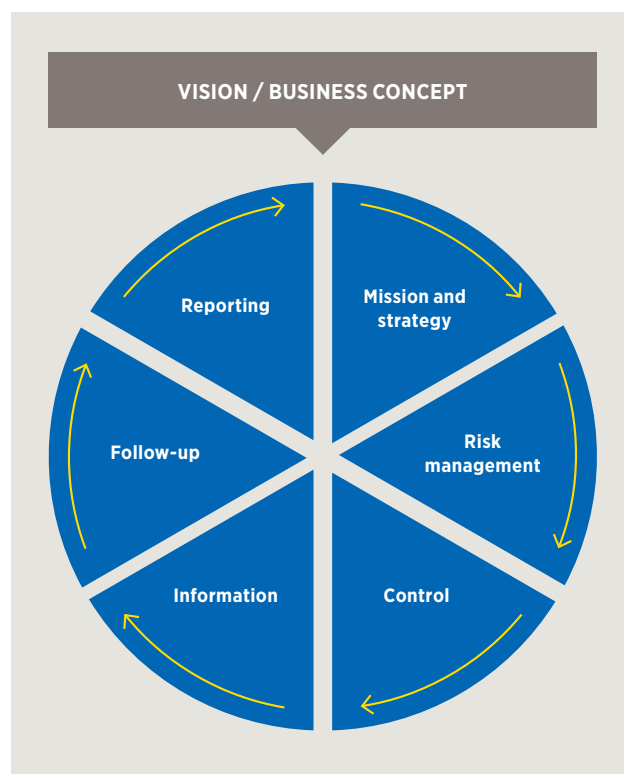 VISION / BUSINESS CONCEPT
Mission and
strategy
Risk
management
Control
Information
Follow-up
Reporting